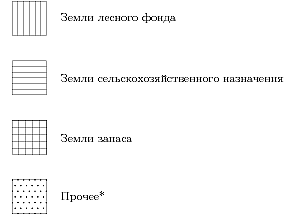 Земли лесного фонда
Земли сельскохозяйственного назначения
Земли запаса
Прочее*